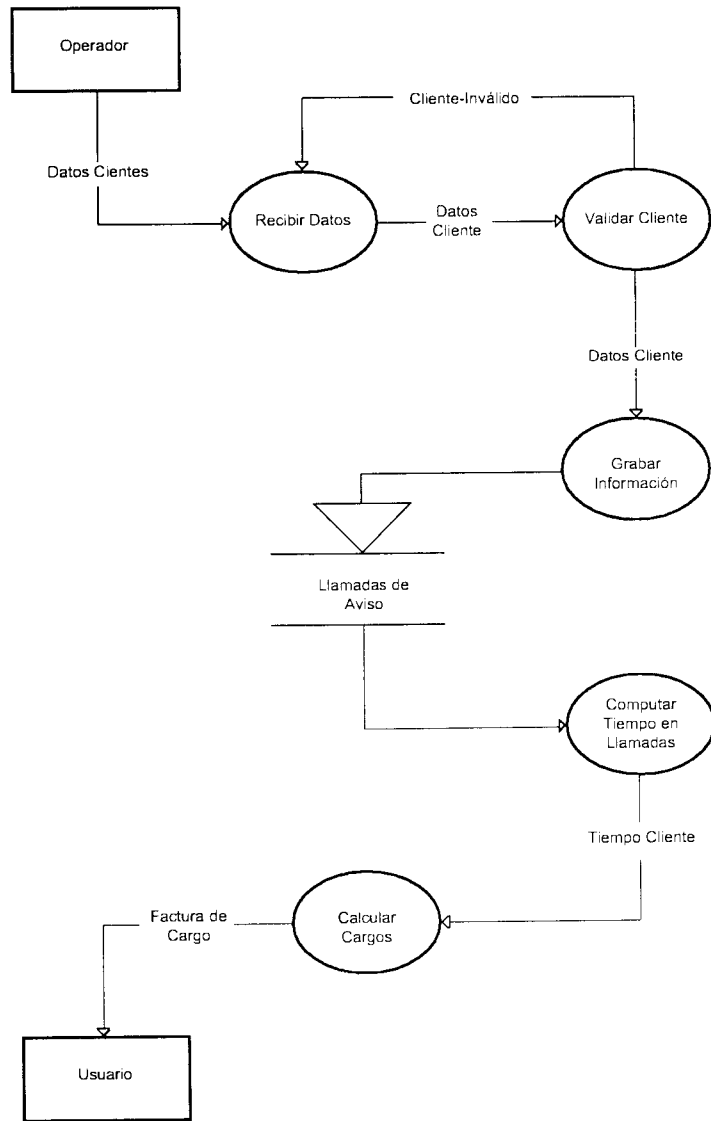 Operador
Cliente-Inválido
Datos Cientes
Recibir Datos
Datos
Cliente
Validar Cliente
Datos Cliente
Grabar
Información
Llamadas de
Aviso
Computar
Tiempo en
Llamadas
Tiempo Cliente
Factura de
Cargo
Calcular
Cargos
Usuario